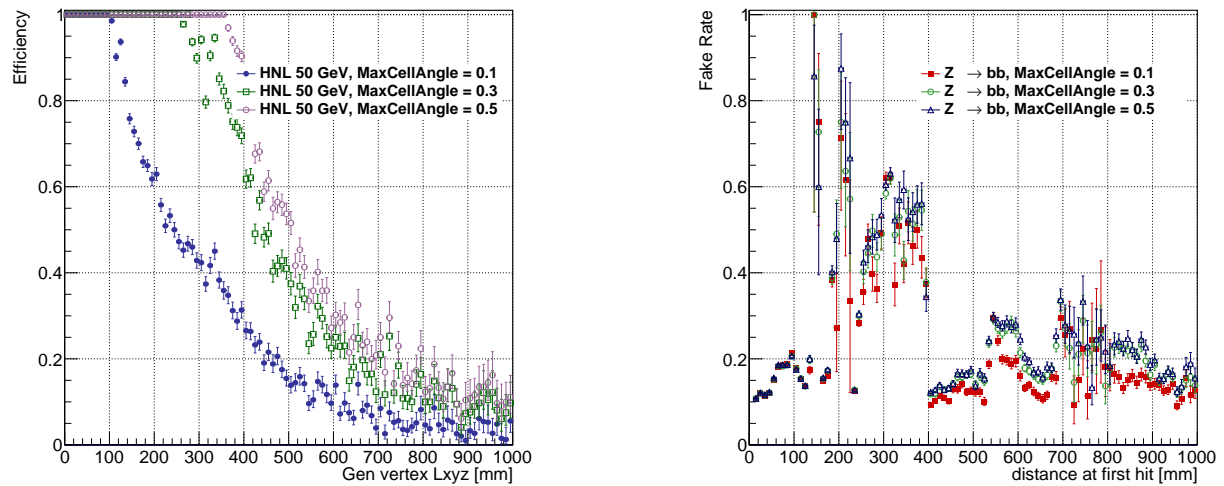 Efficiency
1
0.8
0.6
0.4
0.2
0
0 100 200 300 400 500 600 700 800 900 1000
Gen vertex Lxyz [mm]
HNL 50 GeV, MaxCellAngle = 0.1
HNL 50 GeV, MaxCellAngle = 0.3
HNL 50 GeV, MaxCellAngle = 0.5
Fake Rate
1
0.8
0.6
0.4
0.2
0
0 100 200 300 400 500 600 700 800 900 1000
distance at first hit [mm]
Z → bb, MaxCellAngle = 0.1
Z → bb, MaxCellAngle = 0.3
Z → bb, MaxCellAngle = 0.5